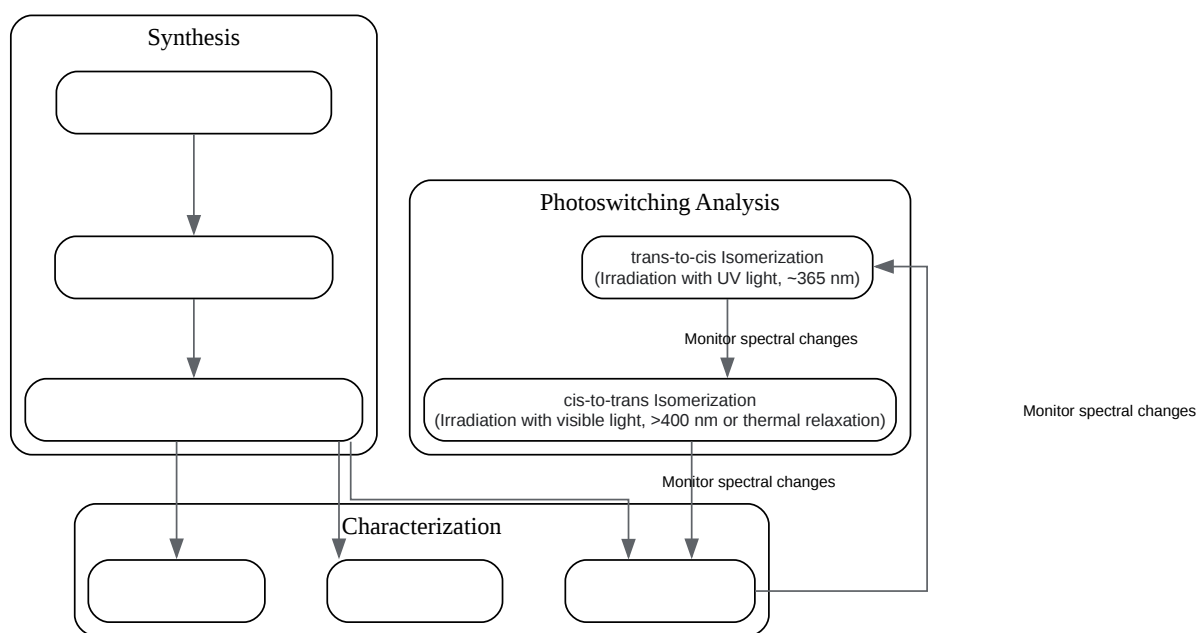 Synthesis
Photoswitching Analysis
trans-to-cis Isomerization
(Irradiation with UV light, ~365 nm)
Monitor spectral changes
cis-to-trans Isomerization
(Irradiation with visible light, >400 nm or thermal relaxation)
Monitor spectral changes
Monitor spectral changes
Characterization